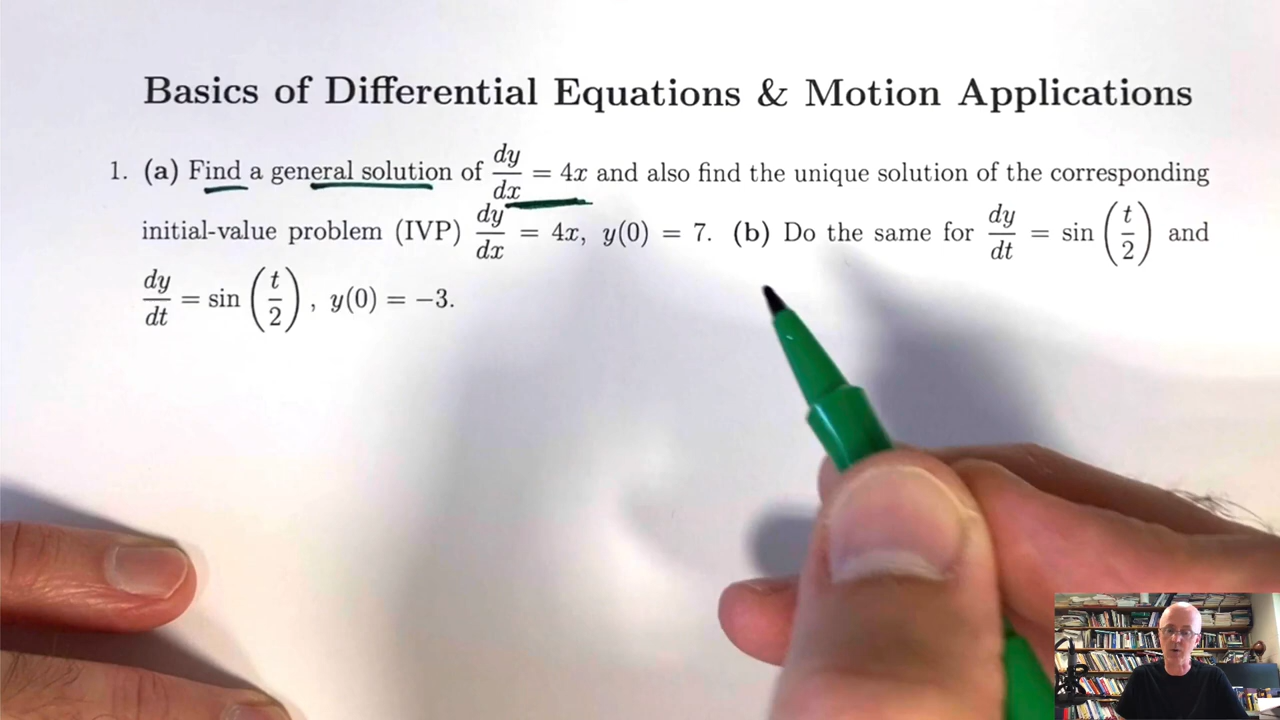 Basics of Differential Equations & Motion Applications
1. (a) Find a general solution of dy/dx = 4x and also find the unique solution of the corresponding
initial-value problem (IVP) dy/dx = 4x, y(0) = 7. (b) Do the same for dy/dt = sin(t/2) and
dy/dt = sin(t/2), y(0) = −3.